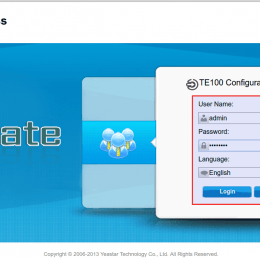 s
ate
TE100 Configura
User Name:
admin
Password:
••••••••
Language:
English
Login
Copyright © 2006-2013 Yeastar Technology Co., Ltd. All Rights Reserved.